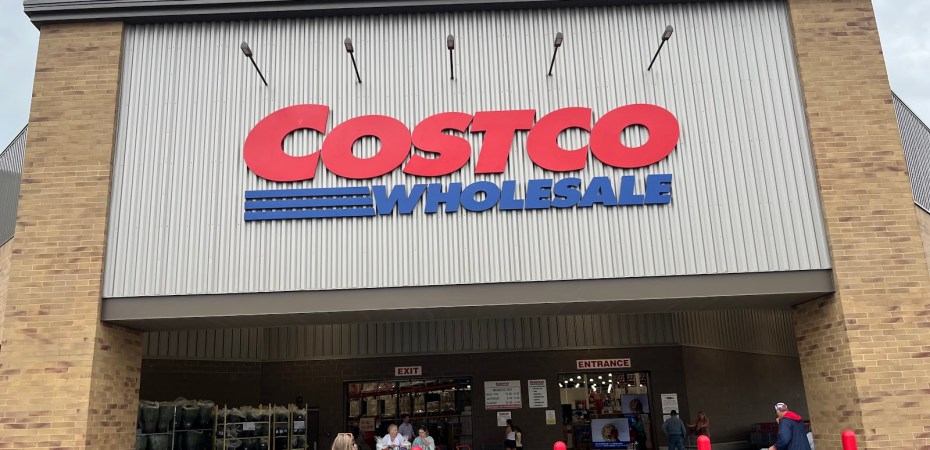 COSTCO
WHOLESALE
EXIT
ENTRANCE